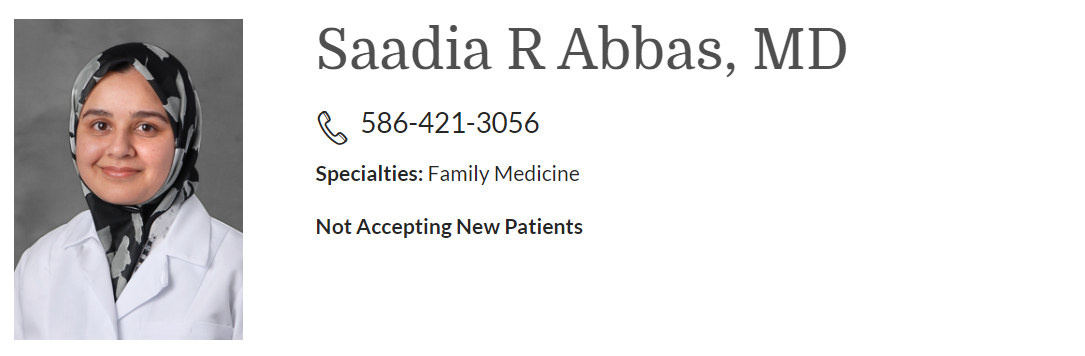 Saadia R Abbas, MD
586-421-3056
Specialties: Family Medicine
Not Accepting New Patients